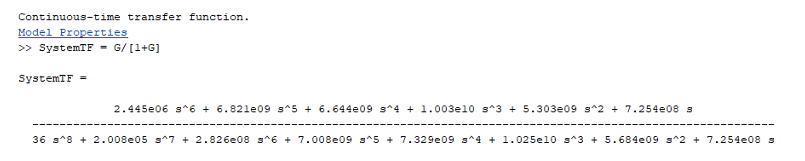 Continuous-time transfer function.
Model Properties
>> SystemTF = G/[1+G]
SystemTF =
2.445e06 s^6 + 6.821e09 s^5 + 6.644e09 s^4 + 1.003e10 s^3 + 5.303e09 s^2 + 7.254e08 s
-----------------------------------------------------------------------------------------------------------
36 s^8 + 2.008e05 s^7 + 2.826e08 s^6 + 7.008e09 s^5 + 7.329e09 s^4 + 1.025e10 s^3 + 5.684e09 s^2 + 7.254e08 s